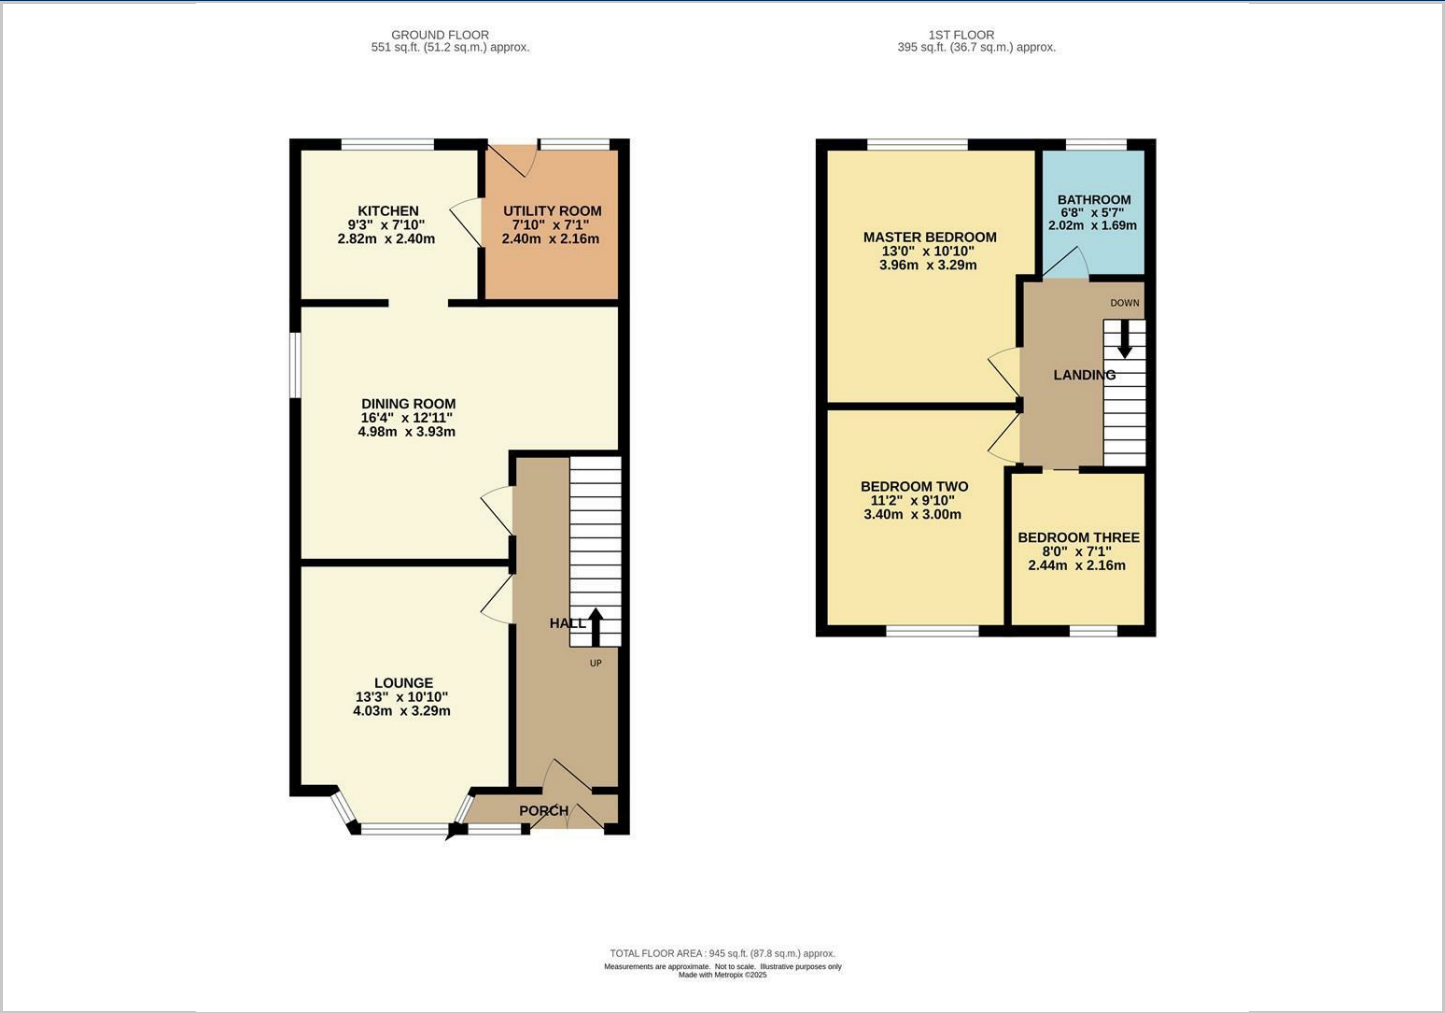 GROUND FLOOR
551 sq.ft. (51.2 sq.m.) approx.
1ST FLOOR
395 sq.ft. (36.7 sq.m.) approx.
KITCHEN
9'3" x 7'10"
2.82m x 2.40m
UTILITY ROOM
7'10" x 7'1"
2.40m x 2.16m
DINING ROOM
16'4" x 12'11"
4.98m x 3.93m
HALL
UP
LOUNGE
13'3" x 10'10"
4.03m x 3.29m
PORCH
MASTER BEDROOM
13'0" x 10'10"
3.96m x 3.29m
BATHROOM
6'8" x 5'7"
2.02m x 1.69m
DOWN
LANDING
BEDROOM TWO
11'2" x 9'10"
3.40m x 3.00m
BEDROOM THREE
8'0" x 7'1"
2.44m x 2.16m
TOTAL FLOOR AREA : 945 sq.ft. (87.8 sq.m.) approx.
Measurements are approximate. Not to scale. Illustrative purposes only
Made with Metropix ©2025